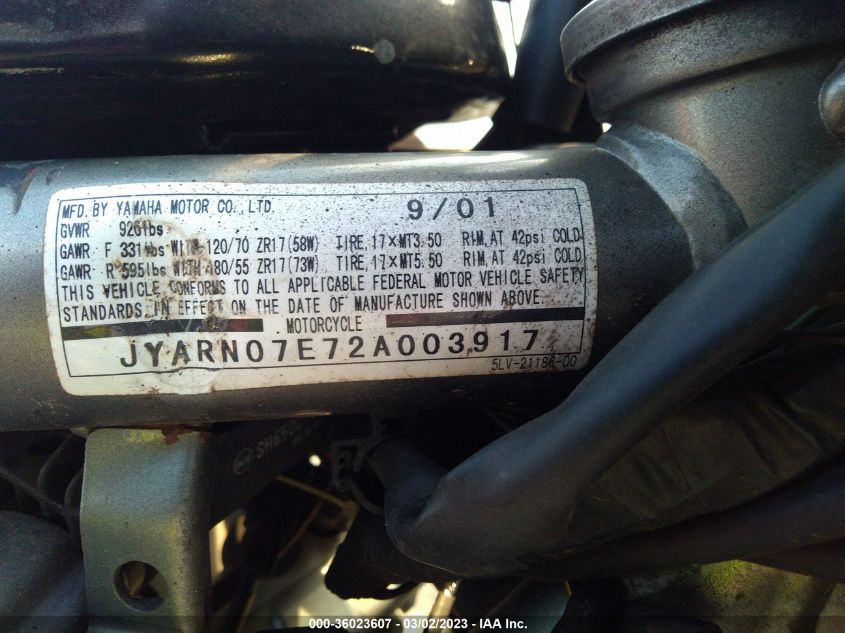 MFD. BY YAMAHA MOTOR CO., LTD. 9/01
GVWR 926lbs
GAWR F 331lbs WITH 120/70 ZR17(58W) TIRE, 17×MT3.50 RIM, AT 42psi COLD
GAWR R 595lbs WITH 180/55 ZR17(73W) TIRE, 17×MT5.50 RIM, AT 42psi COLD
THIS VEHICLE CONFORMS TO ALL APPLICABLE FEDERAL MOTOR VEHICLE SAFETY
STANDARDS IN EFFECT ON THE DATE OF MANUFACTURE SHOWN ABOVE.
MOTORCYCLE
JYARN07E72A003917
5LV-21186-00
000-36023607 - 03/02/2023 - IAA Inc.